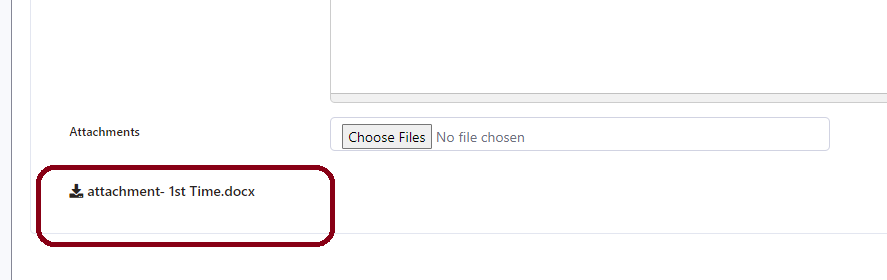 Attachments
Choose Files No file chosen
attachment- 1st Time.docx